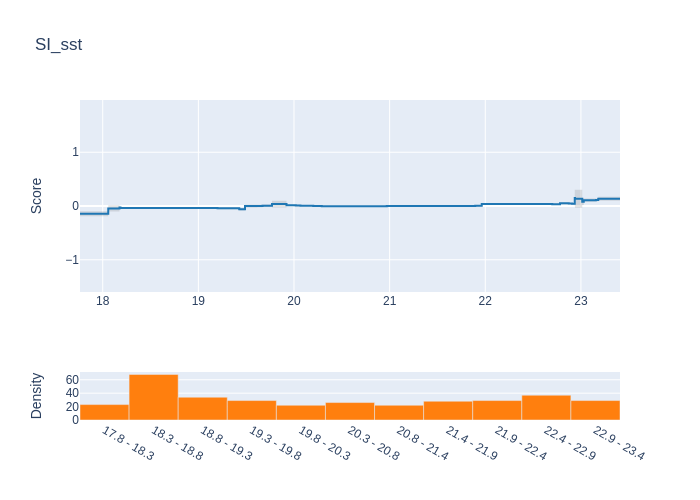 SI_sst
Score
1
0
−1
18 19 20 21 22 23
Density
60
40
20
0
17.8 - 18.3
18.3 - 18.8
18.8 - 19.3
19.3 - 19.8
19.8 - 20.3
20.3 - 20.8
20.8 - 21.4
21.4 - 21.9
21.9 - 22.4
22.4 - 22.9
22.9 - 23.4